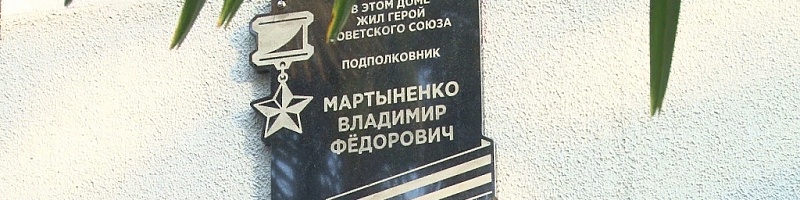 В ЭТОМ ДОМЕ
ЖИЛ ГЕРОЙ
СОВЕТСКОГО СОЮЗА
ПОДПОЛКОВНИК
МАРТЫНЕНКО
ВЛАДИМИР
ФЁДОРОВИЧ